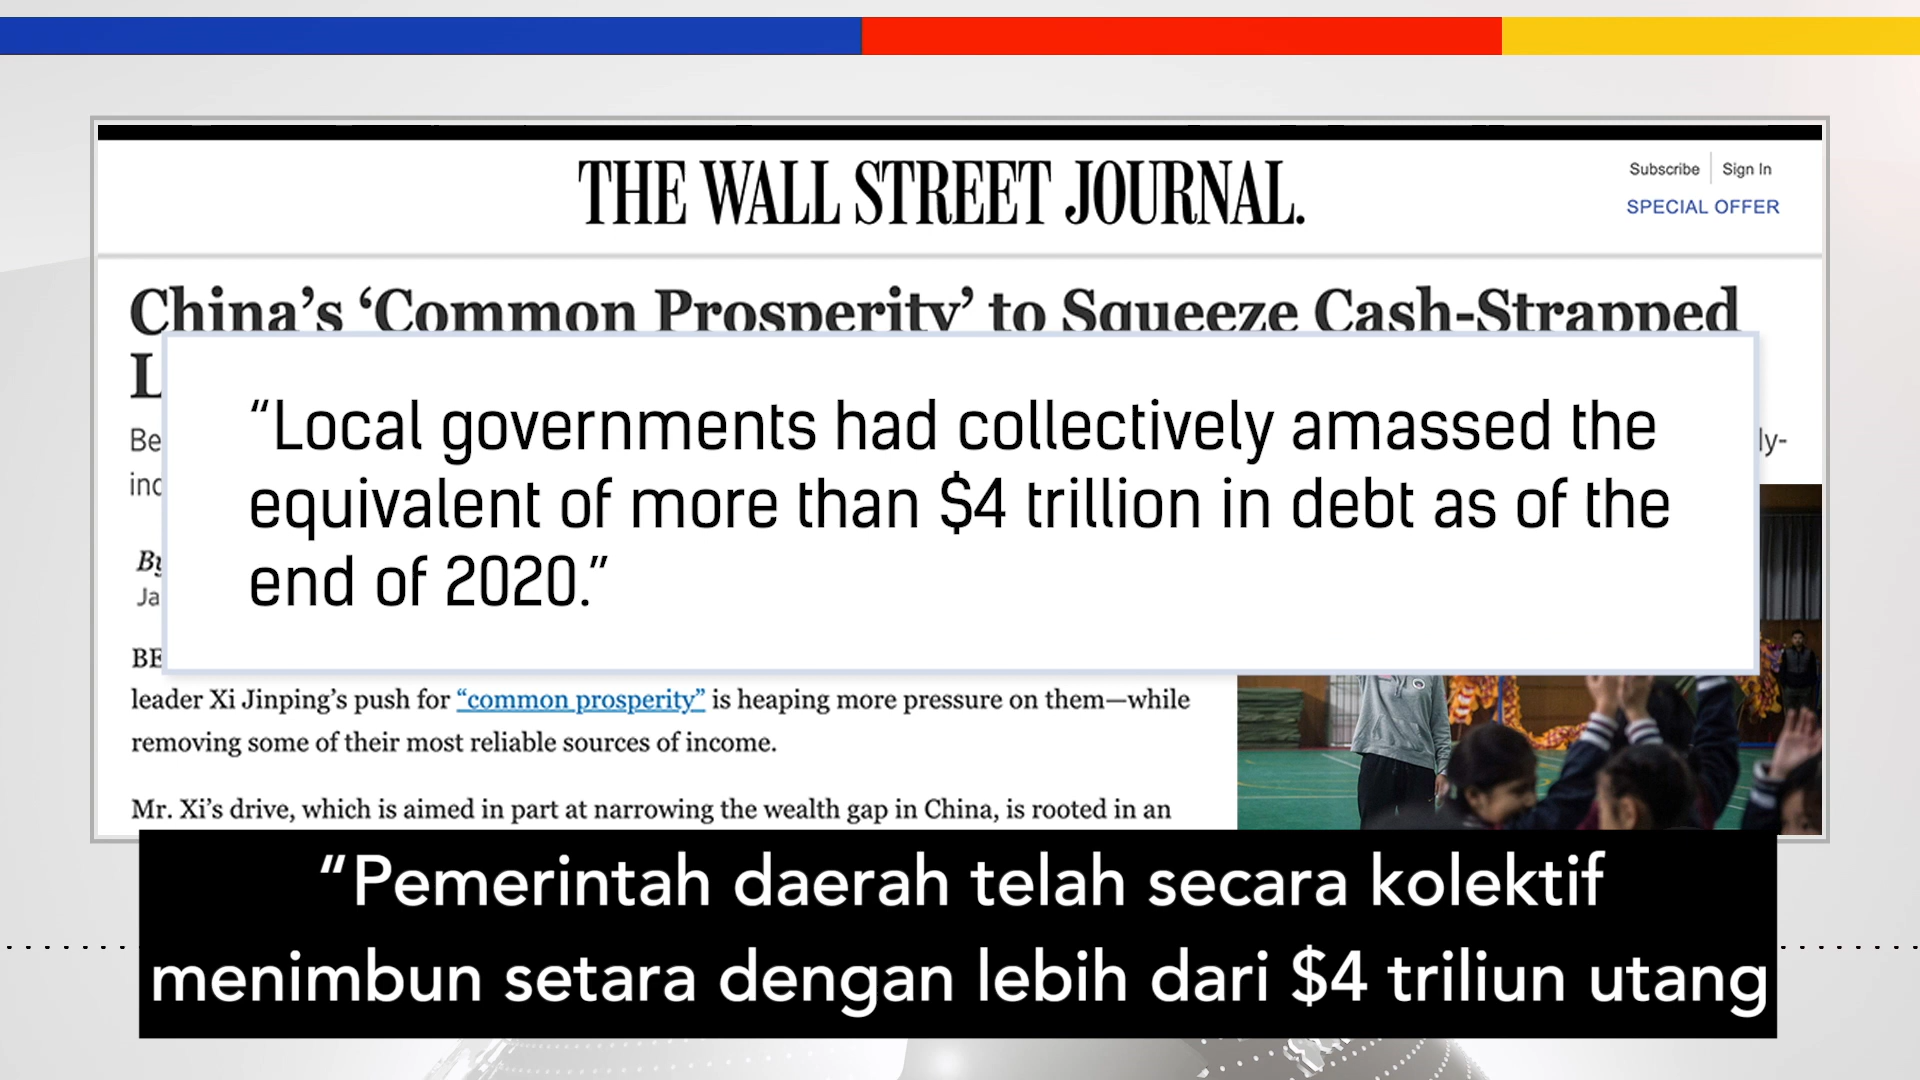 THE WALL STREET JOURNAL.
Subscribe Sign In
SPECIAL OFFER
China’s ‘Common Prosperity’ to Squeeze Cash-Strapped
“Local governments had collectively amassed the
equivalent of more than $4 trillion in debt as of the
end of 2020.”
By
leader Xi Jinping’s push for “common prosperity” is heaping more pressure on them—while
removing some of their most reliable sources of income.
Mr. Xi’s drive, which is aimed in part at narrowing the wealth gap in China, is rooted in an
“Pemerintah daerah telah secara kolektif
menimbun setara dengan lebih dari $4 triliun utang